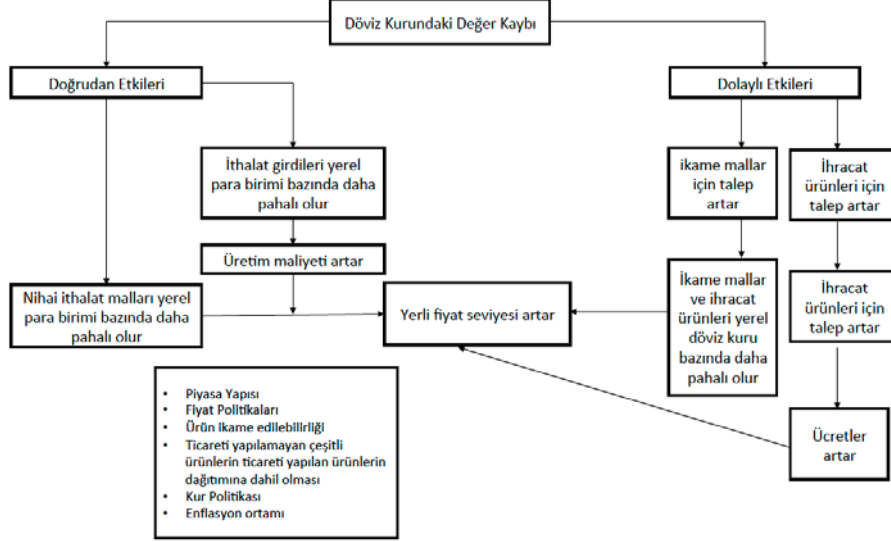 Döviz Kurundaki Değer Kaybı
Doğrudan Etkileri
Dolaylı Etkileri
İthalat girdileri yerel
para birimi bazında daha
pahalı olur
ikame mallar
için talep
artar
İhracat
ürünleri için
talep artar
Üretim maliyeti artar
Nihai ithalat malları yerel
para birimi bazında daha
pahalı olur
Yerli fiyat seviyesi artar
İkame mallar
ve ihracat
ürünleri yerel
döviz kuru
bazında daha
pahalı olur
İhracat
ürünleri için
talep artar
Ücretler
artar
• Piyasa Yapısı
• Fiyat Politikaları
• Ürün ikame edilebilirliği
• Ticareti yapılamayan çeşitli
ürünlerin ticareti yapılan ürünlerin
dağıtımına dahil olması
• Kur Politikası
• Enflasyon ortamı